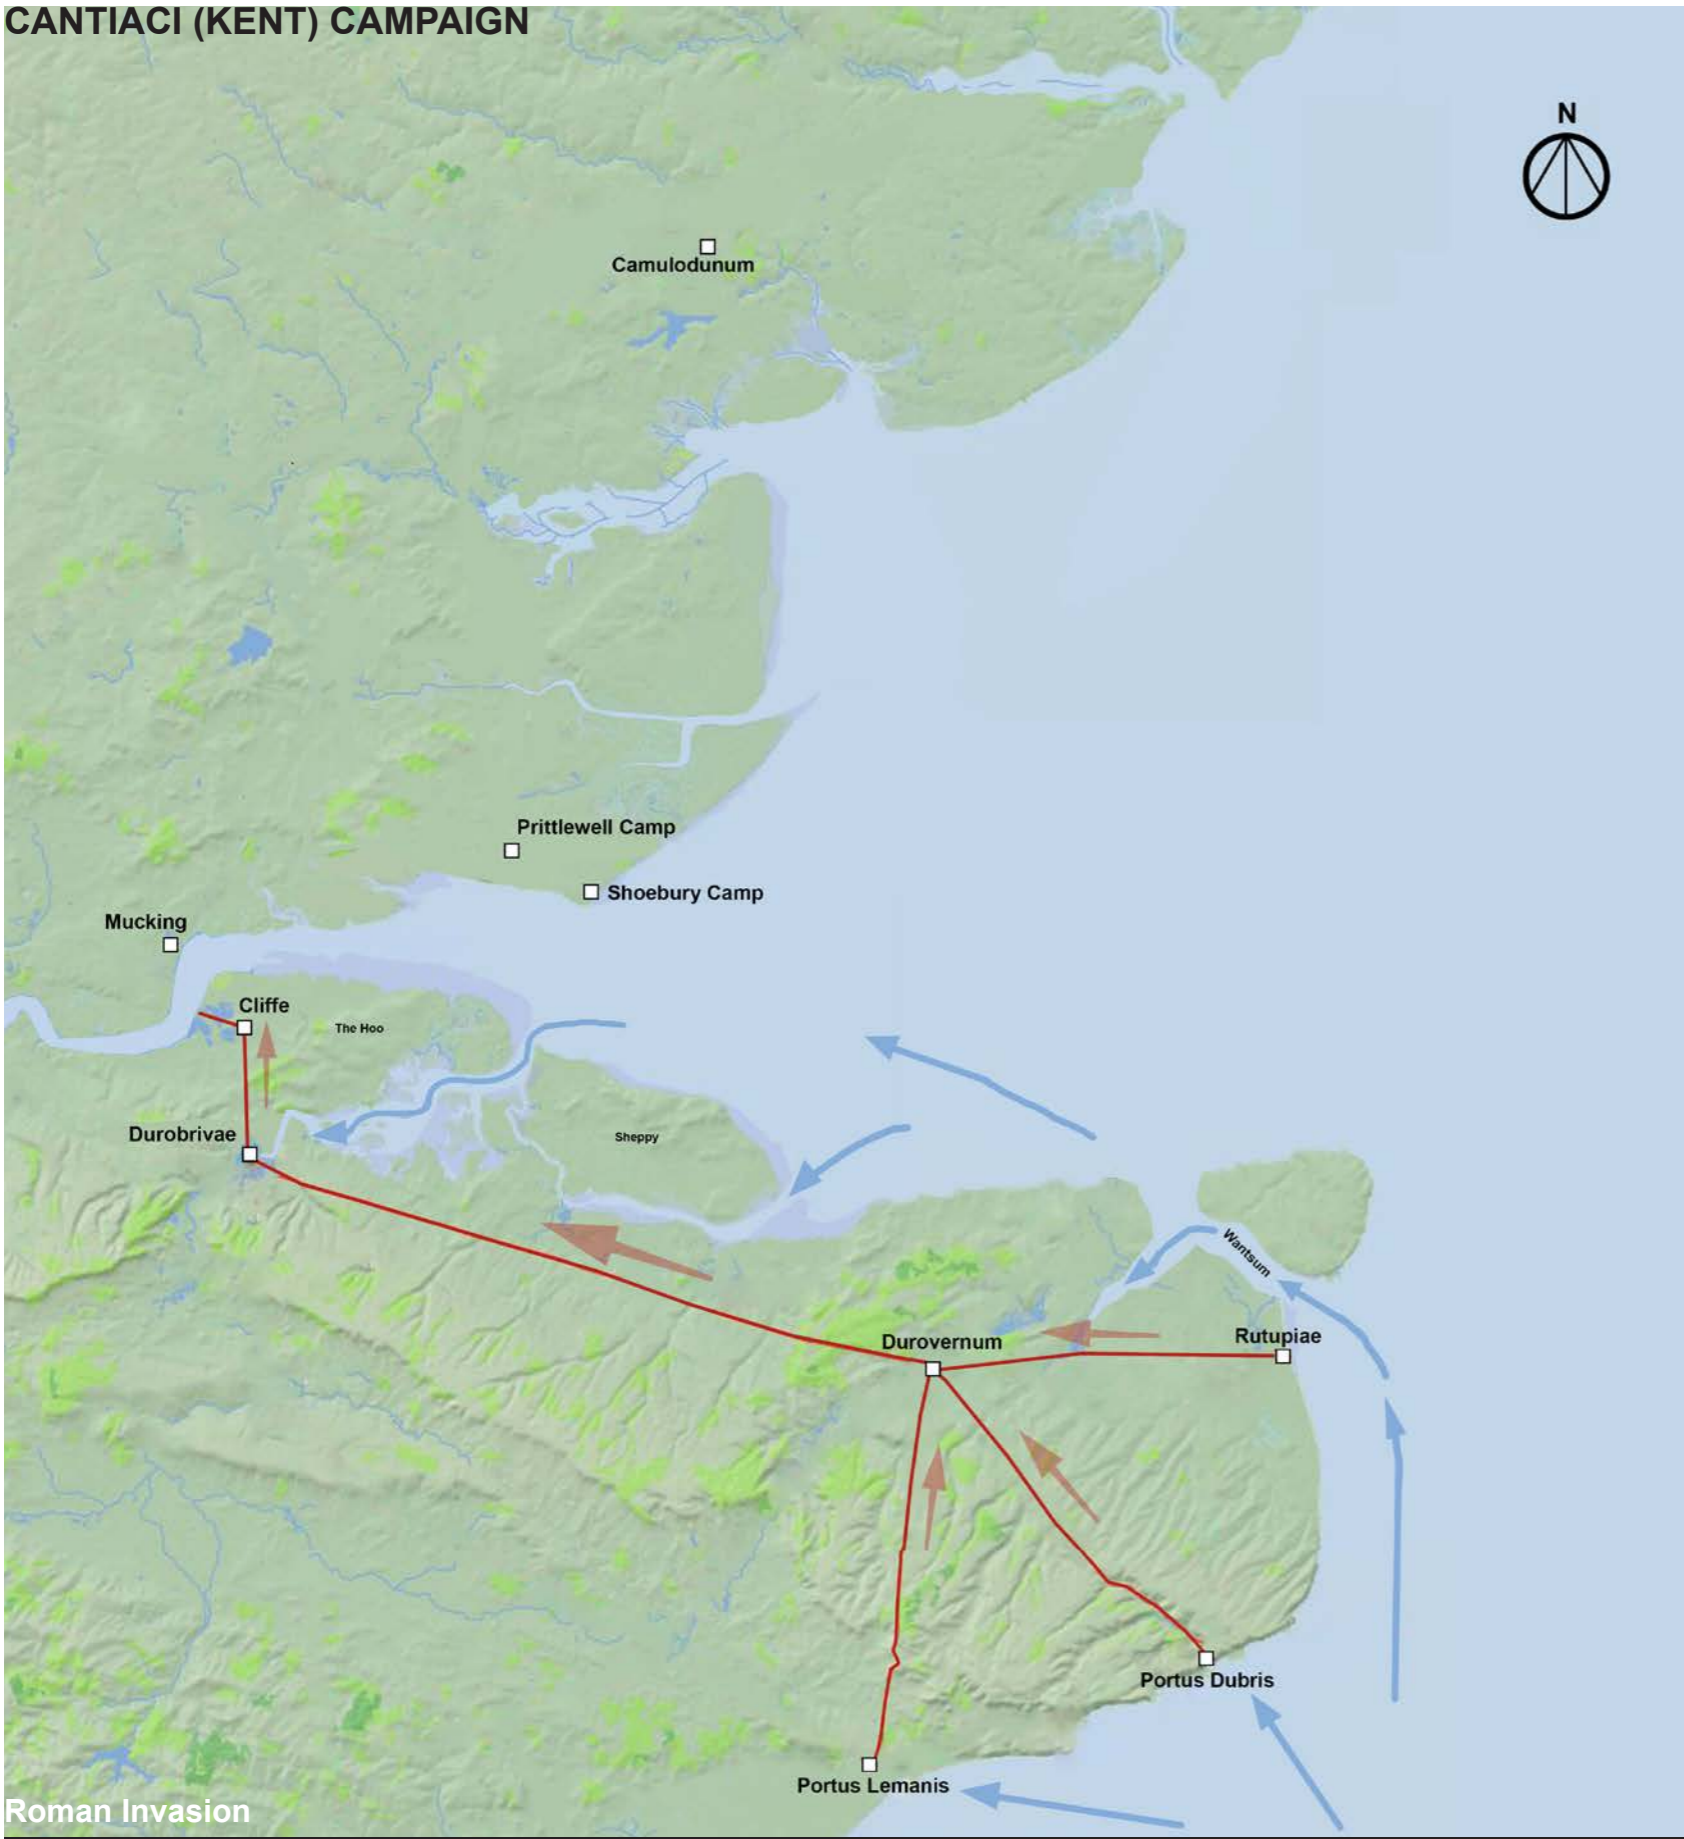 CANTIACI (KENT) CAMPAIGN
N
Camulodunum
Prittlewell Camp
Shoebury Camp
Mucking
Cliffe
The Hoo
Durobrivae
Sheppy
Wantsum
Rutupiae
Durovernum
Portus Dubris
Portus Lemanis
Roman Invasion